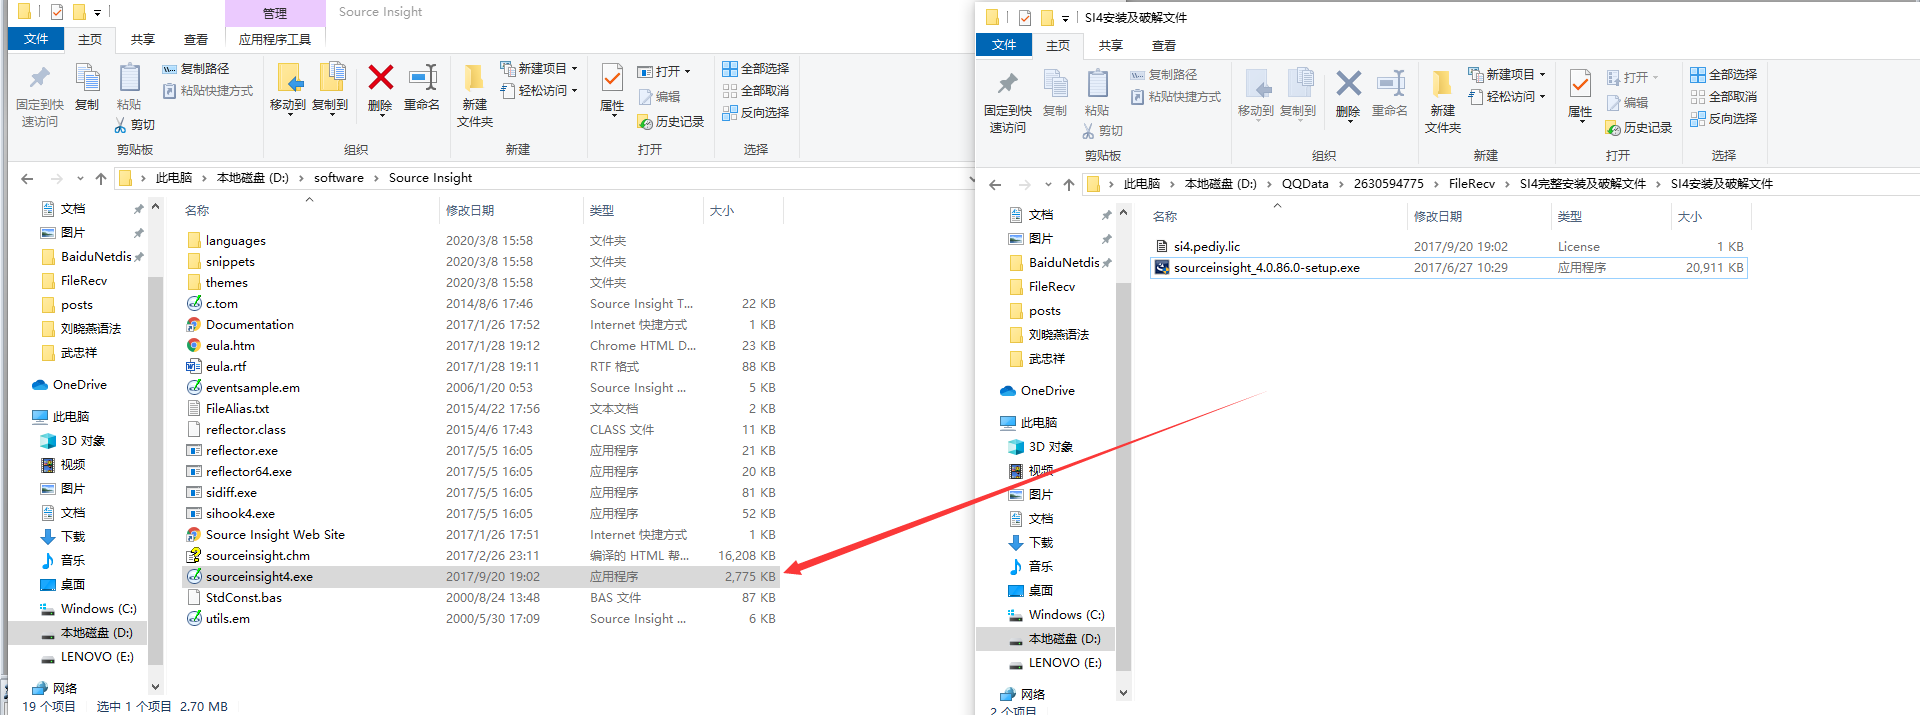 管理
Source Insight
文件
主页
共享
查看
应用程序工具
固定到快
速访问
复制
粘贴
复制路径
粘贴快捷方式
剪切
剪贴板
移动到
复制到
删除
重命名
组织
新建
文件夹
新建项目
轻松访问
新建
属性
打开
编辑
历史记录
打开
全部选择
全部取消
反向选择
选择
此电脑 › 本地磁盘 (D:) › software › Source Insight
文档
图片
BaiduNetdis
FileRecv
posts
刘晓燕语法
武忠祥
OneDrive
此电脑
3D 对象
视频
图片
文档
下载
音乐
桌面
Windows (C:)
本地磁盘 (D:)
LENOVO (E:)
网络
名称 修改日期 类型 大小
languages 2020/3/8 15:58 文件夹
snippets 2020/3/8 15:58 文件夹
themes 2020/3/8 15:58 文件夹
c.tom 2014/8/6 17:46 Source Insight T... 22 KB
Documentation 2017/1/26 17:52 Internet 快捷方式 1 KB
eula.htm 2017/1/28 19:12 Chrome HTML D... 23 KB
eula.rtf 2017/1/28 19:11 RTF 格式 88 KB
eventsample.em 2006/1/20 0:53 Source Insight ... 5 KB
FileAlias.txt 2015/4/22 17:56 文本文档 2 KB
reflector.class 2015/4/6 17:43 CLASS 文件 11 KB
reflector.exe 2017/5/5 16:05 应用程序 21 KB
reflector64.exe 2017/5/5 16:05 应用程序 20 KB
sidiff.exe 2017/5/5 16:05 应用程序 81 KB
sihook4.exe 2017/5/5 16:05 应用程序 52 KB
Source Insight Web Site 2017/1/26 17:51 Internet 快捷方式 1 KB
sourceinsight.chm 2017/2/26 23:11 编译的 HTML 帮... 16,208 KB
sourceinsight4.exe 2017/9/20 19:02 应用程序 2,775 KB
StdConst.bas 2000/8/24 13:48 BAS 文件 87 KB
utils.em 2000/5/30 17:09 Source Insight ... 6 KB
19 个项目 选中 1 个项目 2.70 MB
SI4安装及破解文件
文件
主页
共享
查看
固定到快
速访问
复制
粘贴
复制路径
粘贴快捷方式
剪切
剪贴板
移动到
复制到
删除
重命名
组织
新建
文件夹
新建项目
轻松访问
新建
属性
打开
编辑
历史记录
打开
全部选择
全部取消
反向选择
选择
此电脑 › 本地磁盘 (D:) › QQData › 2630594775 › FileRecv › SI4完整安装及破解文件 › SI4安装及破解文件
文档
图片
BaiduNetdis
FileRecv
posts
刘晓燕语法
武忠祥
OneDrive
此电脑
3D 对象
视频
图片
文档
下载
音乐
桌面
Windows (C:)
本地磁盘 (D:)
LENOVO (E:)
网络
名称 修改日期 类型 大小
si4.pediy.lic 2017/9/20 19:02 License 1 KB
sourceinsight_4.0.86.0-setup.exe 2017/6/27 10:29 应用程序 20,911 KB
2 个项目